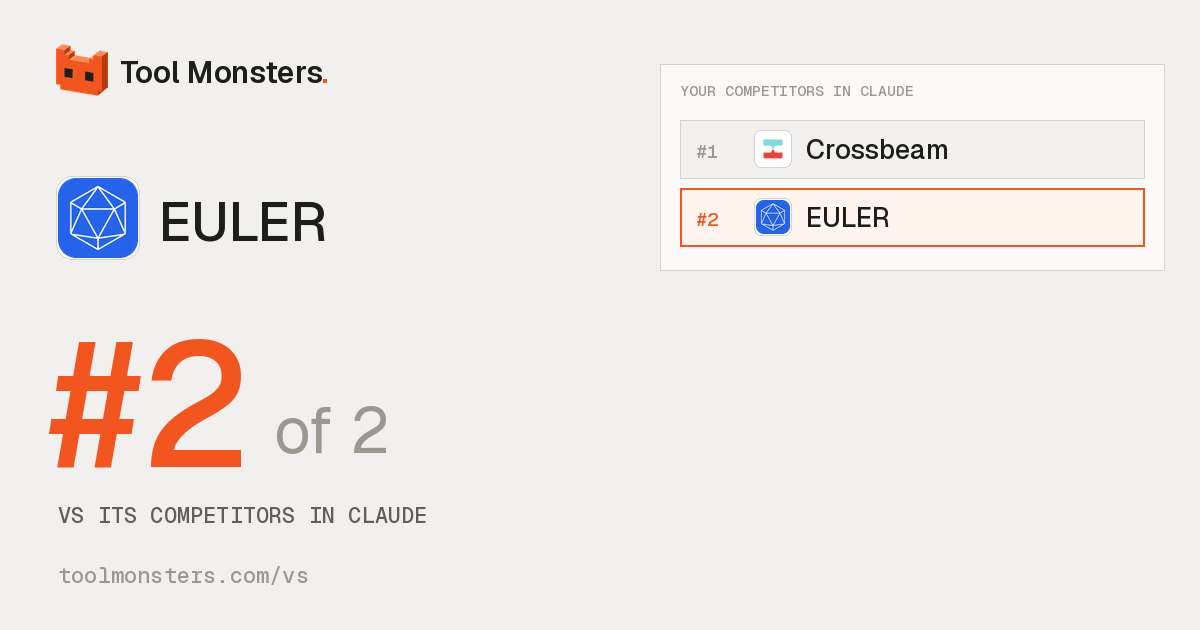 Tool Monsters.
EULER
#2 of 2
VS ITS COMPETITORS IN CLAUDE
toolmonsters.com/vs
YOUR COMPETITORS IN CLAUDE
#1 Crossbeam
#2 EULER